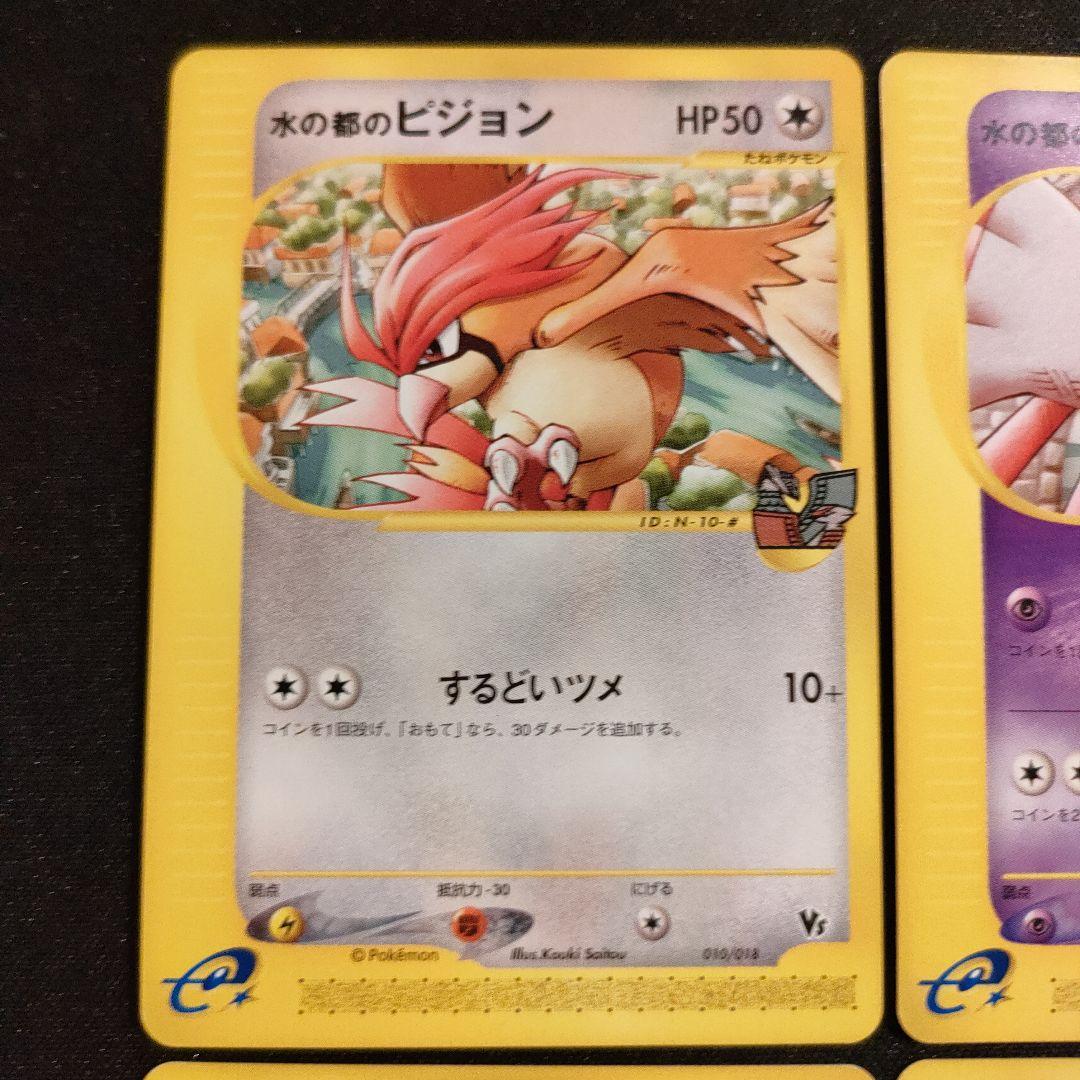 水の都のピジョン HP50
たねポケモン
ID:N-10-#
するどいツメ 10+
コインを1回投げ、「おもて」なら、30ダメージを追加する。
弱点 抵抗力-30 にげる
Vs
© Pokémon Illus. Kouki Saitou 010/018
e
水の都の
コインを1
コインを2
弱点
e